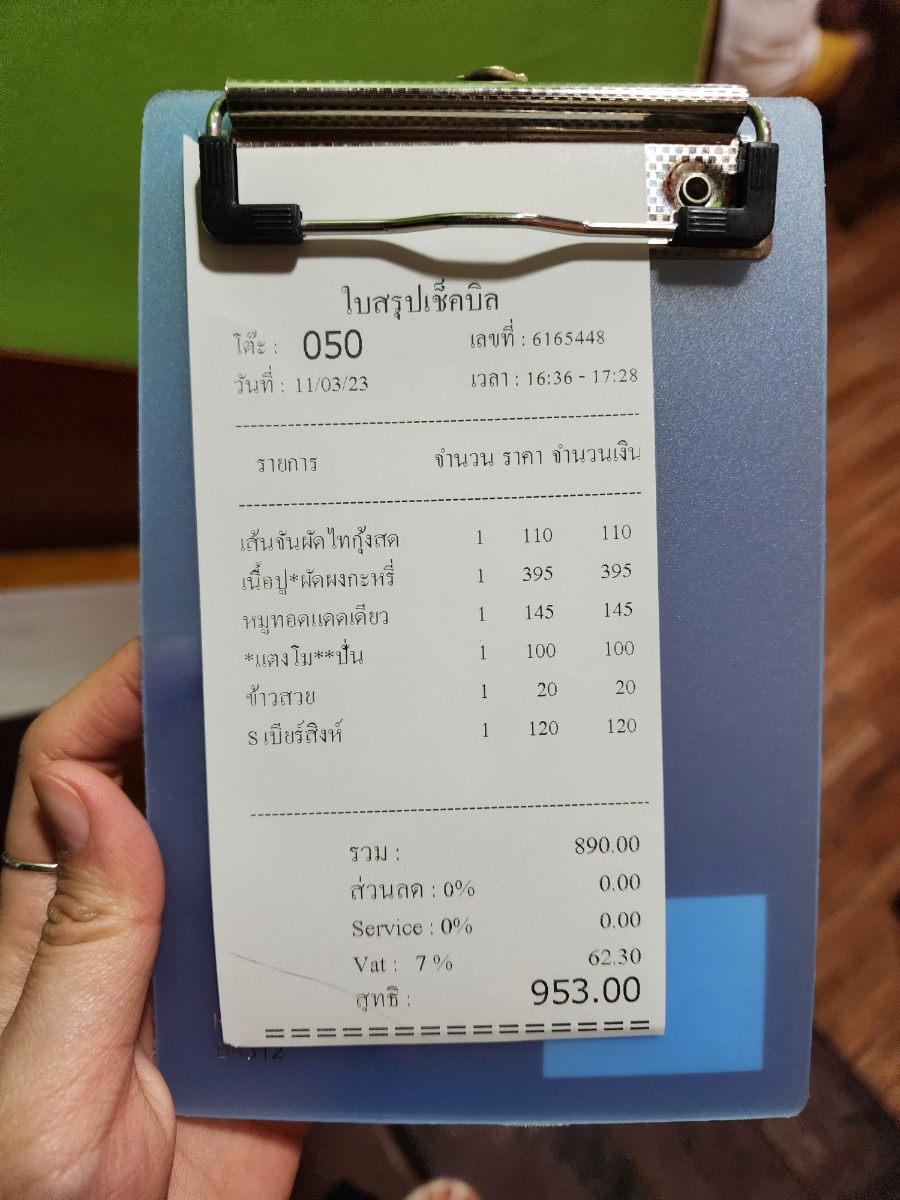 ใบสรุปเช็คบิล
โต๊ะ : 050 เลขที่ : 6165448
วันที่ : 11/03/23 เวลา : 16:36 - 17:28
รายการ จำนวน ราคา จำนวนเงิน
เส้นจันผัดไทกุ้งสด 1 110 110
เนื้อปู*ผัดผงกะหรี่ 1 395 395
หมูทอดแดดเดียว 1 145 145
*แตงโม**ปั่น 1 100 100
ข้าวสวย 1 20 20
S เบียร์สิงห์ 1 120 120
รวม : 890.00
ส่วนลด : 0% 0.00
Service : 0% 0.00
Vat : 7 % 62.30
สุทธิ : 953.00